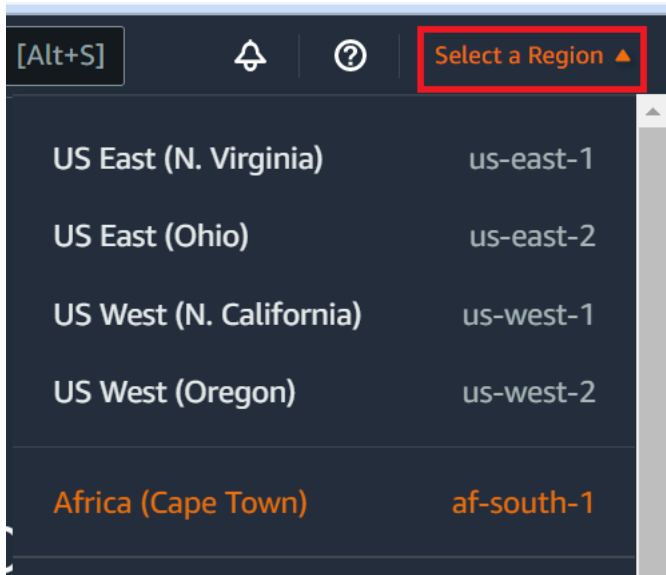 [Alt+S] Select a Region
US East (N. Virginia) us-east-1
US East (Ohio) us-east-2
US West (N. California) us-west-1
US West (Oregon) us-west-2
Africa (Cape Town) af-south-1